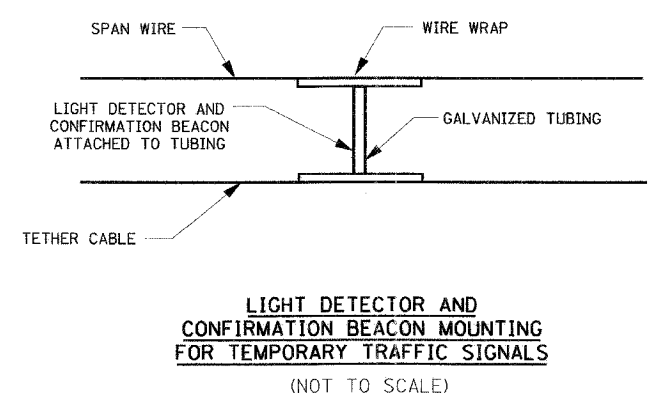 SPAN WIRE
WIRE WRAP
LIGHT DETECTOR AND
CONFIRMATION BEACON
ATTACHED TO TUBING
GALVANIZED TUBING
TETHER CABLE
LIGHT DETECTOR AND
CONFIRMATION BEACON MOUNTING
FOR TEMPORARY TRAFFIC SIGNALS
(NOT TO SCALE)